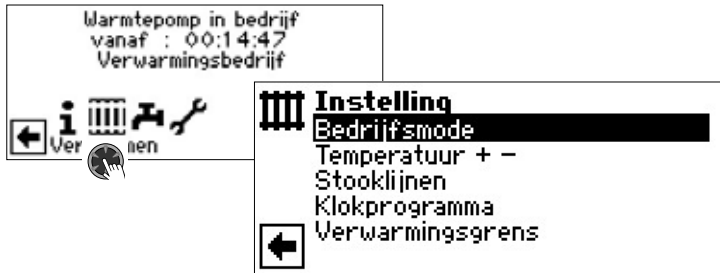 Warmtepomp in bedrijf
vanaf : 00:14:47
Verwarmingsbedrijf
Instelling
Bedrijfsmode
Temperatuur + −
Stooklijnen
Klokprogramma
Verwarmingsgrens